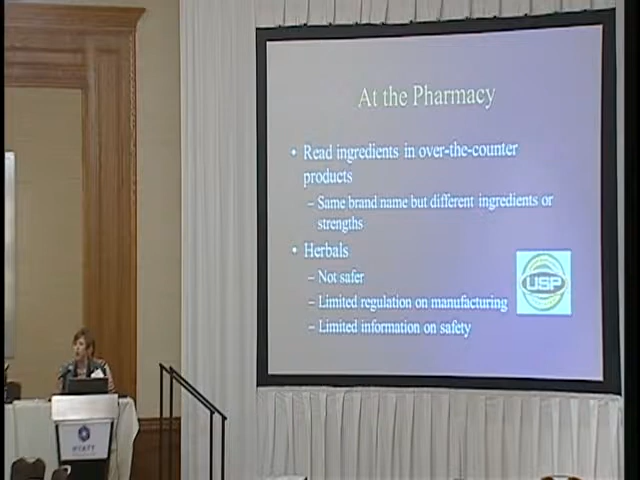 At the Pharmacy
• Read ingredients in over-the-counter
products
– Same brand name but different ingredients or
strengths
• Herbals
– Not safer
– Limited regulation on manufacturing
– Limited information on safety
USP
HYATT